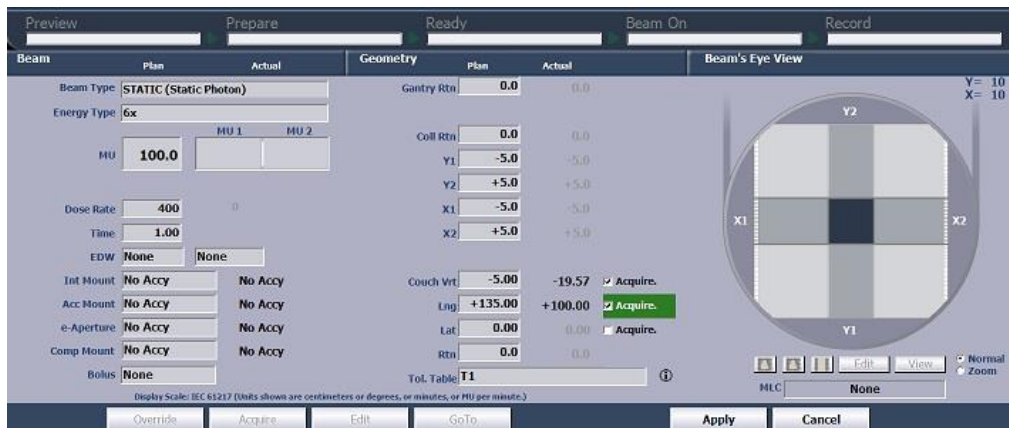 Preview Prepare Ready Beam On Record
Beam Plan Actual Geometry Plan Actual Beam's Eye View
Beam Type STATIC (Static Photon) Gantry Rtn 0.0 0.0 Y= 10
X= 10
Energy Type 6x Y2
MU 1 MU 2
MU 100.0 Coll Rtn 0.0 0.0
Y1 -5.0 -5.0
Y2 +5.0 +5.0
Dose Rate 400 0 X1 -5.0 -5.0 X1 X2
Time 1.00 X2 +5.0 +5.0
EDW None None
Int Mount No Accy No Accy Couch Vrt -5.00 -19.57 Acquire.
Acc Mount No Accy No Accy Lng +135.00 +100.00 Acquire.
e-Aperture No Accy No Accy Lat 0.00 0.00 Acquire. Y1
Comp Mount No Accy No Accy Rtn 0.0 0.0 Edit View Normal
Zoom
Bolus None Tol. Table T1 MLC None
Display Scale: IEC 61217 (Units shown are centimeters or degrees, or minutes, or MU per minute.)
Override Acquire Edit GoTo Apply Cancel